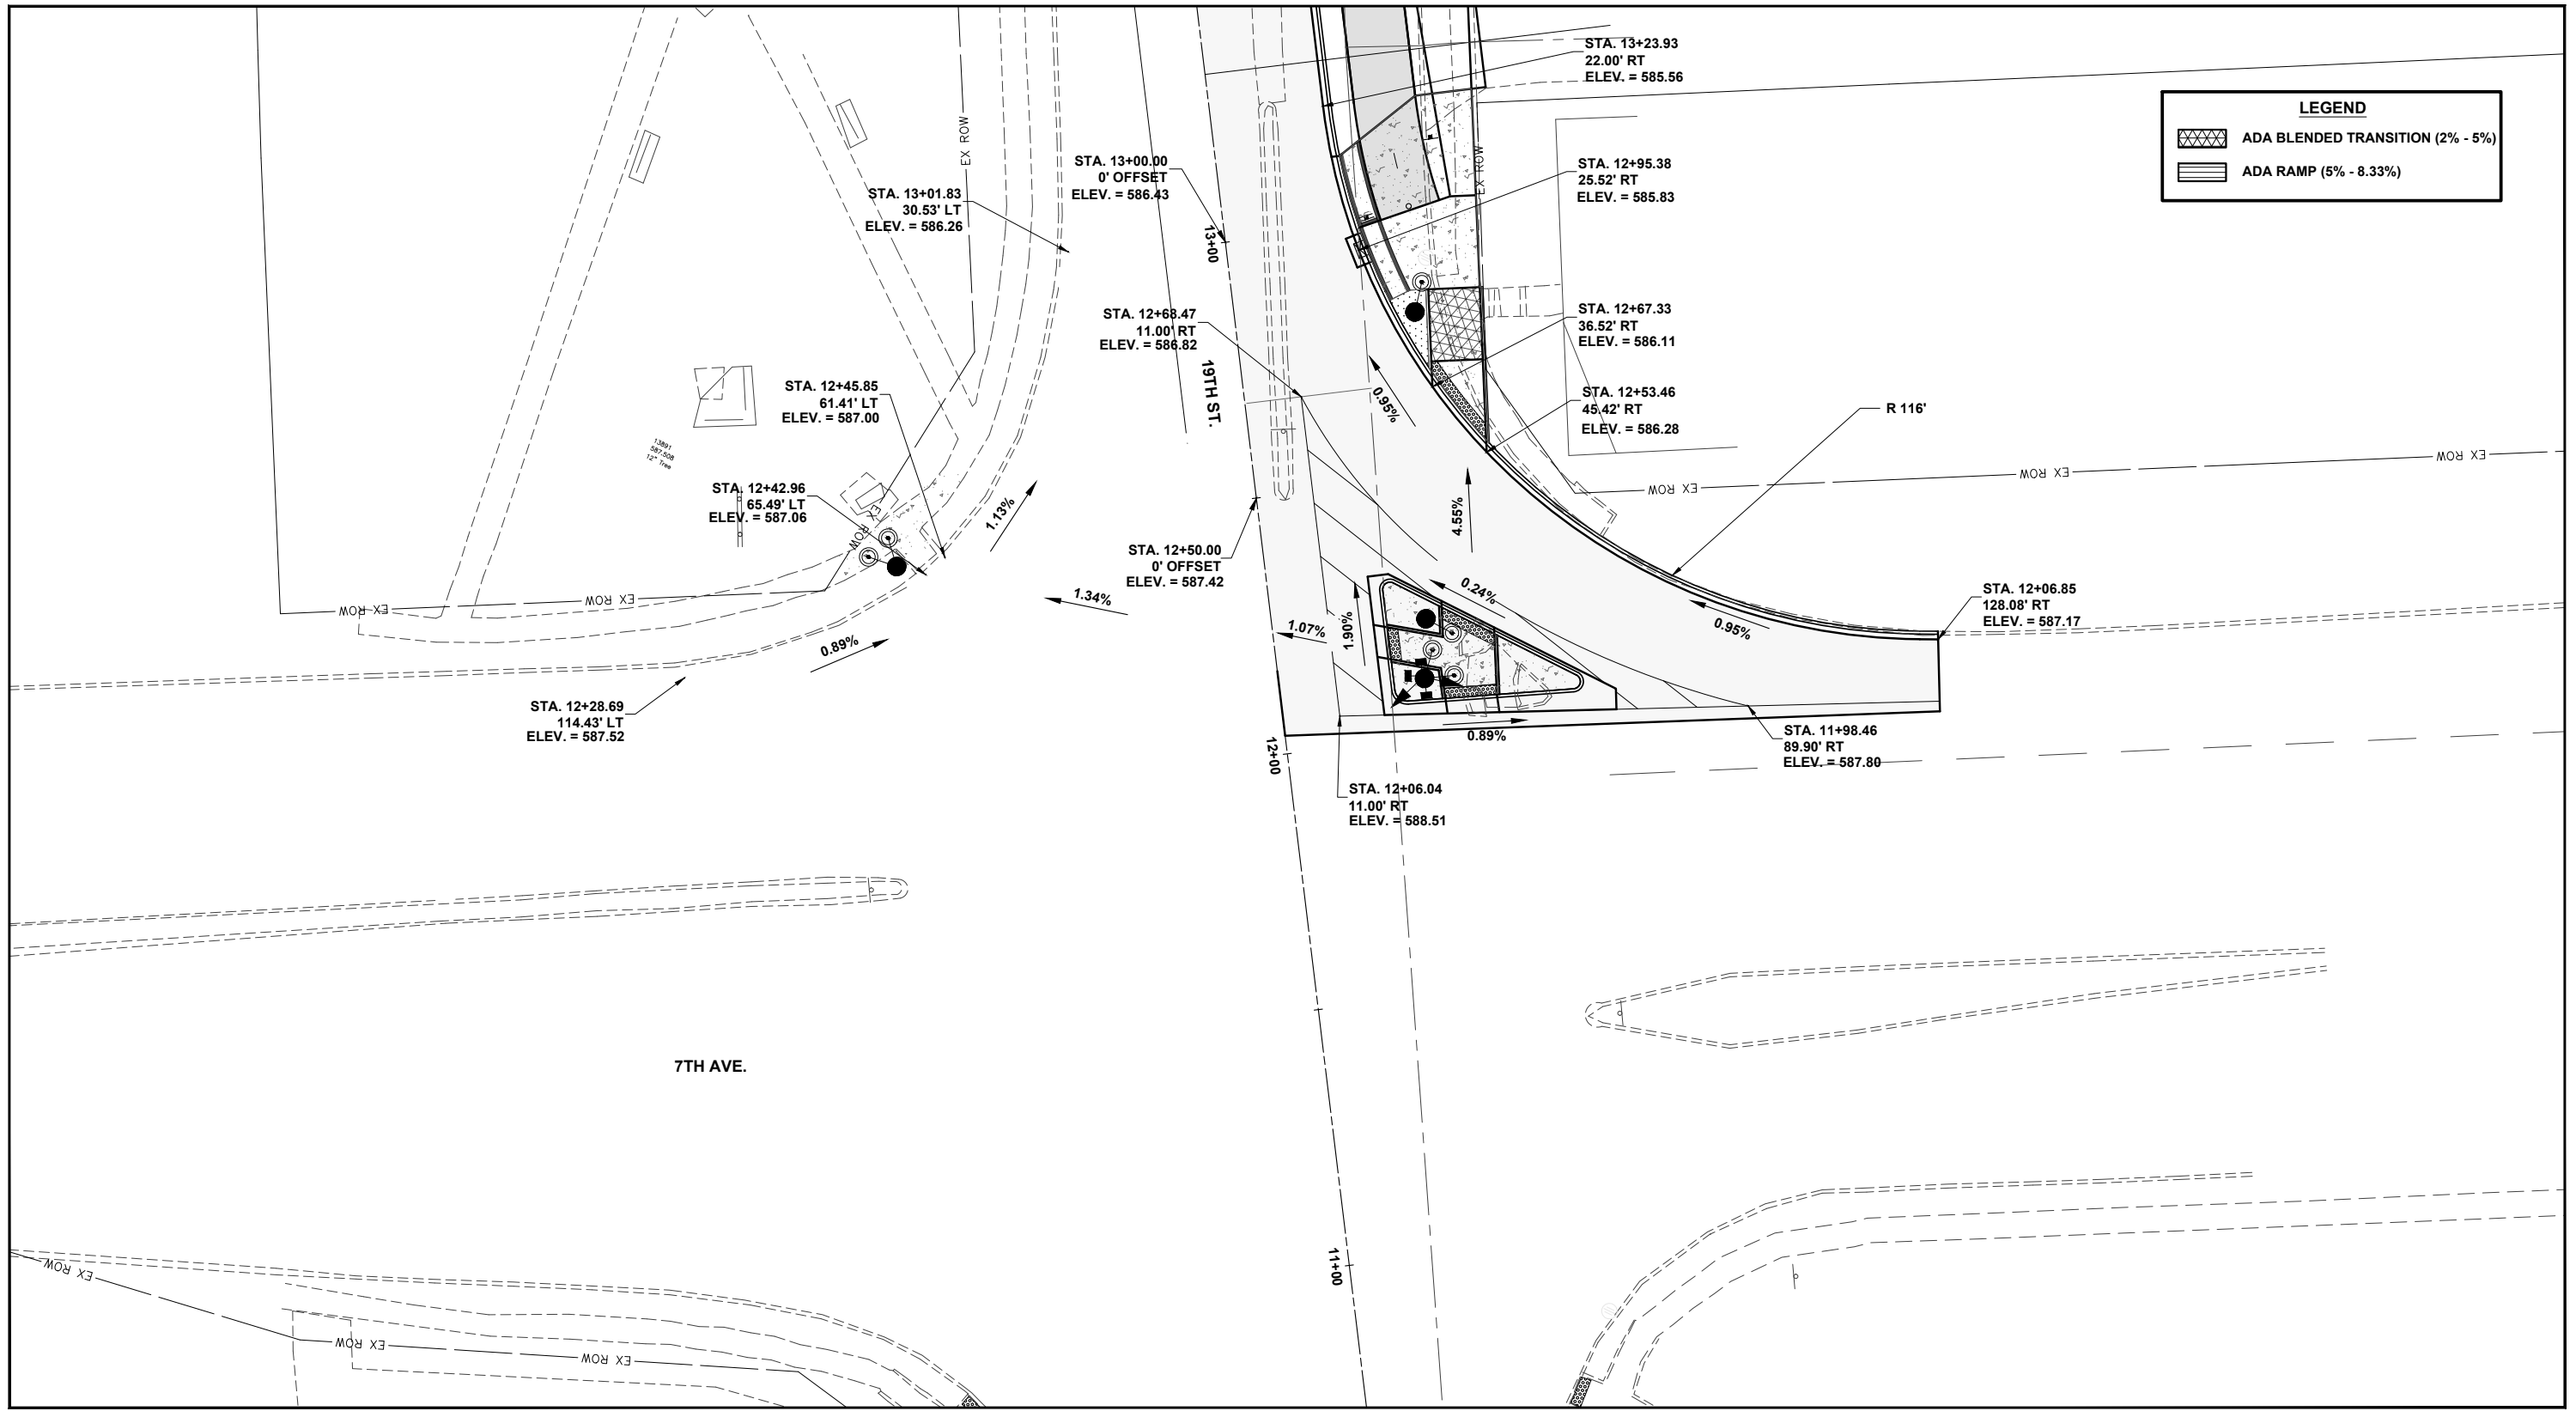 STA. 13+23.93
22.00' RT
ELEV. = 585.56
LEGEND
ADA BLENDED TRANSITION (2% - 5%)
ADA RAMP (5% - 8.33%)
EX ROW
STA. 13+00.00
0' OFFSET
ELEV. = 586.43
STA. 12+95.38
25.52' RT
ELEV. = 585.83
EX ROW
STA. 13+01.83
30.53' LT
ELEV. = 586.26
13+00
STA. 12+68.47
11.00' RT
ELEV. = 586.82
STA. 12+67.33
36.52' RT
ELEV. = 586.11
19TH ST.
STA. 12+45.85
61.41' LT
ELEV. = 587.00
0.95%
STA. 12+53.46
45.42' RT
ELEV. = 586.28
R 116'
13891
587.508
12" Tree
EX ROW
EX ROW
EX ROW
STA. 12+42.96
65.49' LT
ELEV. = 587.06
EX ROW
1.13%
4.55%
STA. 12+50.00
0' OFFSET
ELEV. = 587.42
EX ROW
EX ROW
1.34%
0.24%
STA. 12+06.85
128.08' RT
ELEV. = 587.17
1.07%
1.90%
0.95%
0.89%
STA. 12+28.69
114.43' LT
ELEV. = 587.52
0.89%
12+00
STA. 11+98.46
89.90' RT
ELEV. = 587.80
STA. 12+06.04
11.00' RT
ELEV. = 588.51
7TH AVE.
11+00
EX ROW
EX ROW
EX ROW